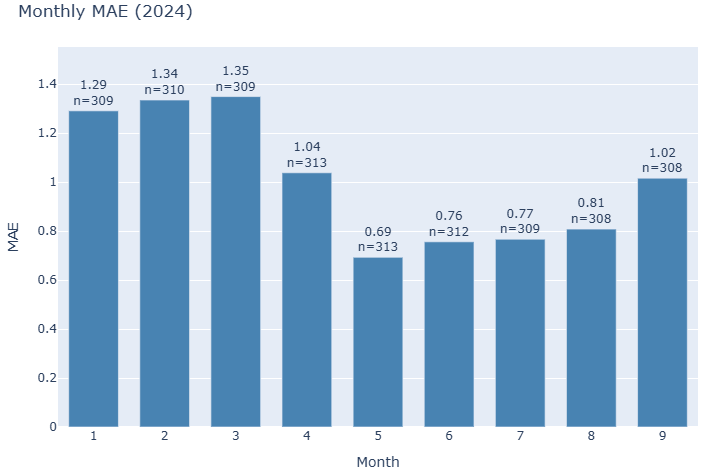 Monthly MAE (2024)
1.29
n=309
1.34
n=310
1.35
n=309
1.04
n=313
0.69
n=313
0.76
n=312
0.77
n=309
0.81
n=308
1.02
n=308
1.4
1.2
1
0.8
0.6
0.4
0.2
0
MAE
1 2 3 4 5 6 7 8 9
Month